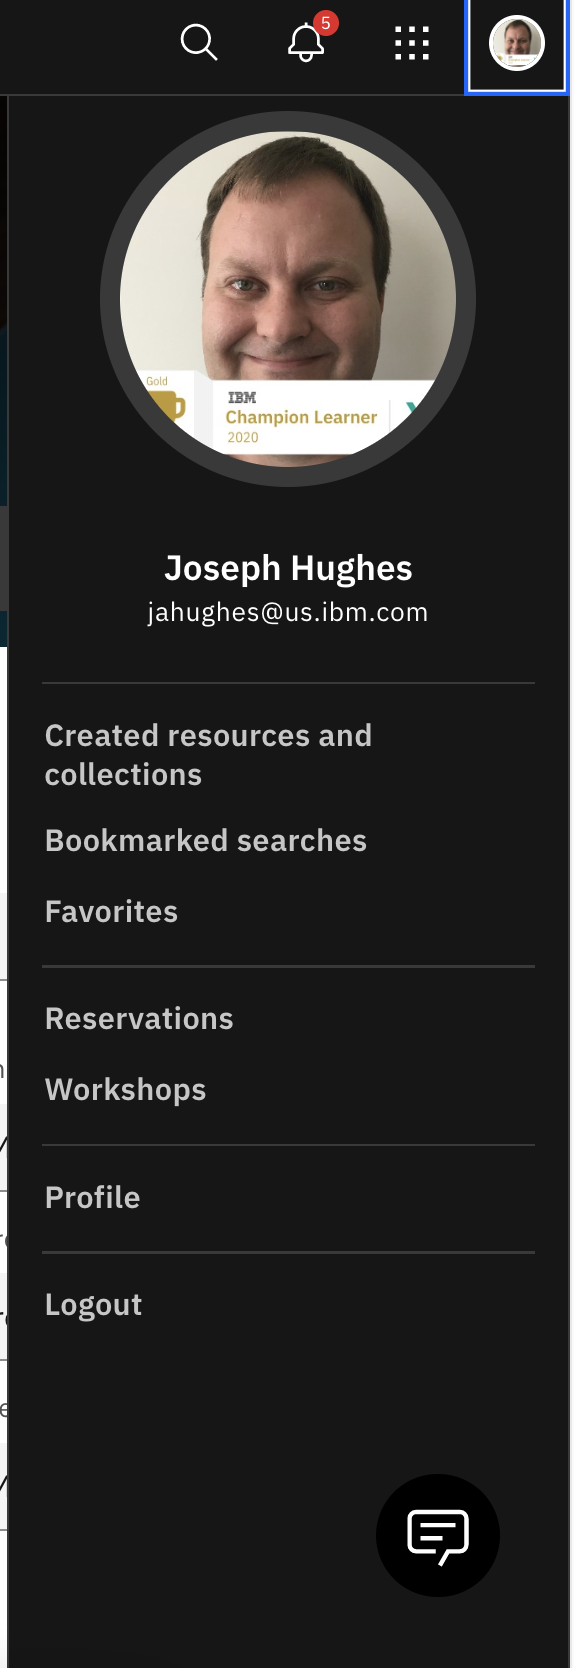 5
Gold
IBM
Champion Learner
2020
Joseph Hughes
jahughes@us.ibm.com
Created resources and
collections
Bookmarked searches
Favorites
Reservations
Workshops
Profile
Logout